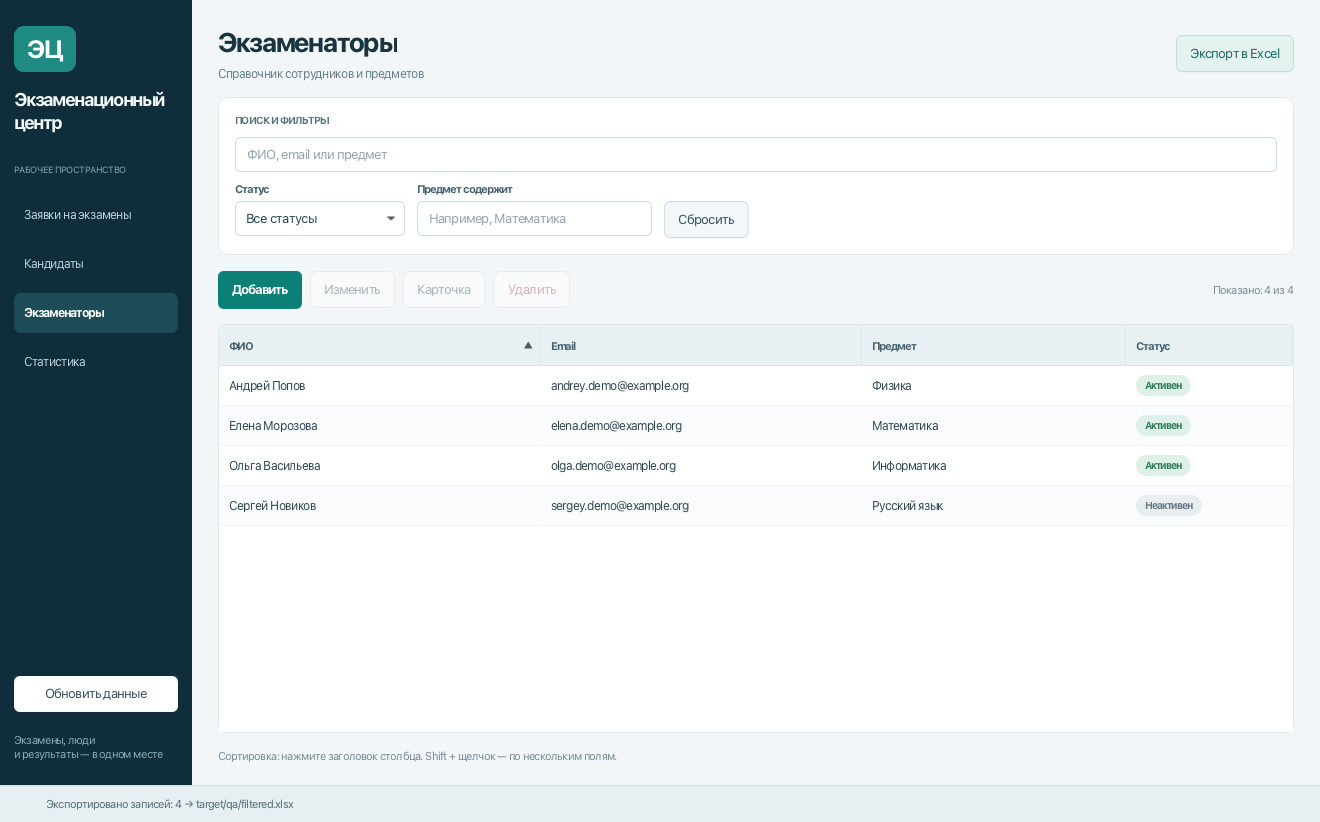 ЭЦ
Экзаменационный
центр
РАБОЧЕЕ ПРОСТРАНСТВО
Заявки на экзамены
Кандидаты
Экзаменаторы
Статистика
Обновить данные
Экзамены, люди
и результаты — в одном месте
Экзаменаторы
Справочник сотрудников и предметов
Экспорт в Excel
ПОИСК И ФИЛЬТРЫ
ФИО, email или предмет
Статус Предмет содержит
Все статусы Например, Математика Сбросить
Добавить Изменить Карточка Удалить Показано: 4 из 4
ФИО Email Предмет Статус
Андрей Попов andrey.demo@example.org Физика Активен
Елена Морозова elena.demo@example.org Математика Активен
Ольга Васильева olga.demo@example.org Информатика Активен
Сергей Новиков sergey.demo@example.org Русский язык Неактивен
Сортировка: нажмите заголовок столбца. Shift + щелчок — по нескольким полям.
Экспортировано записей: 4 → target/qa/filtered.xlsx